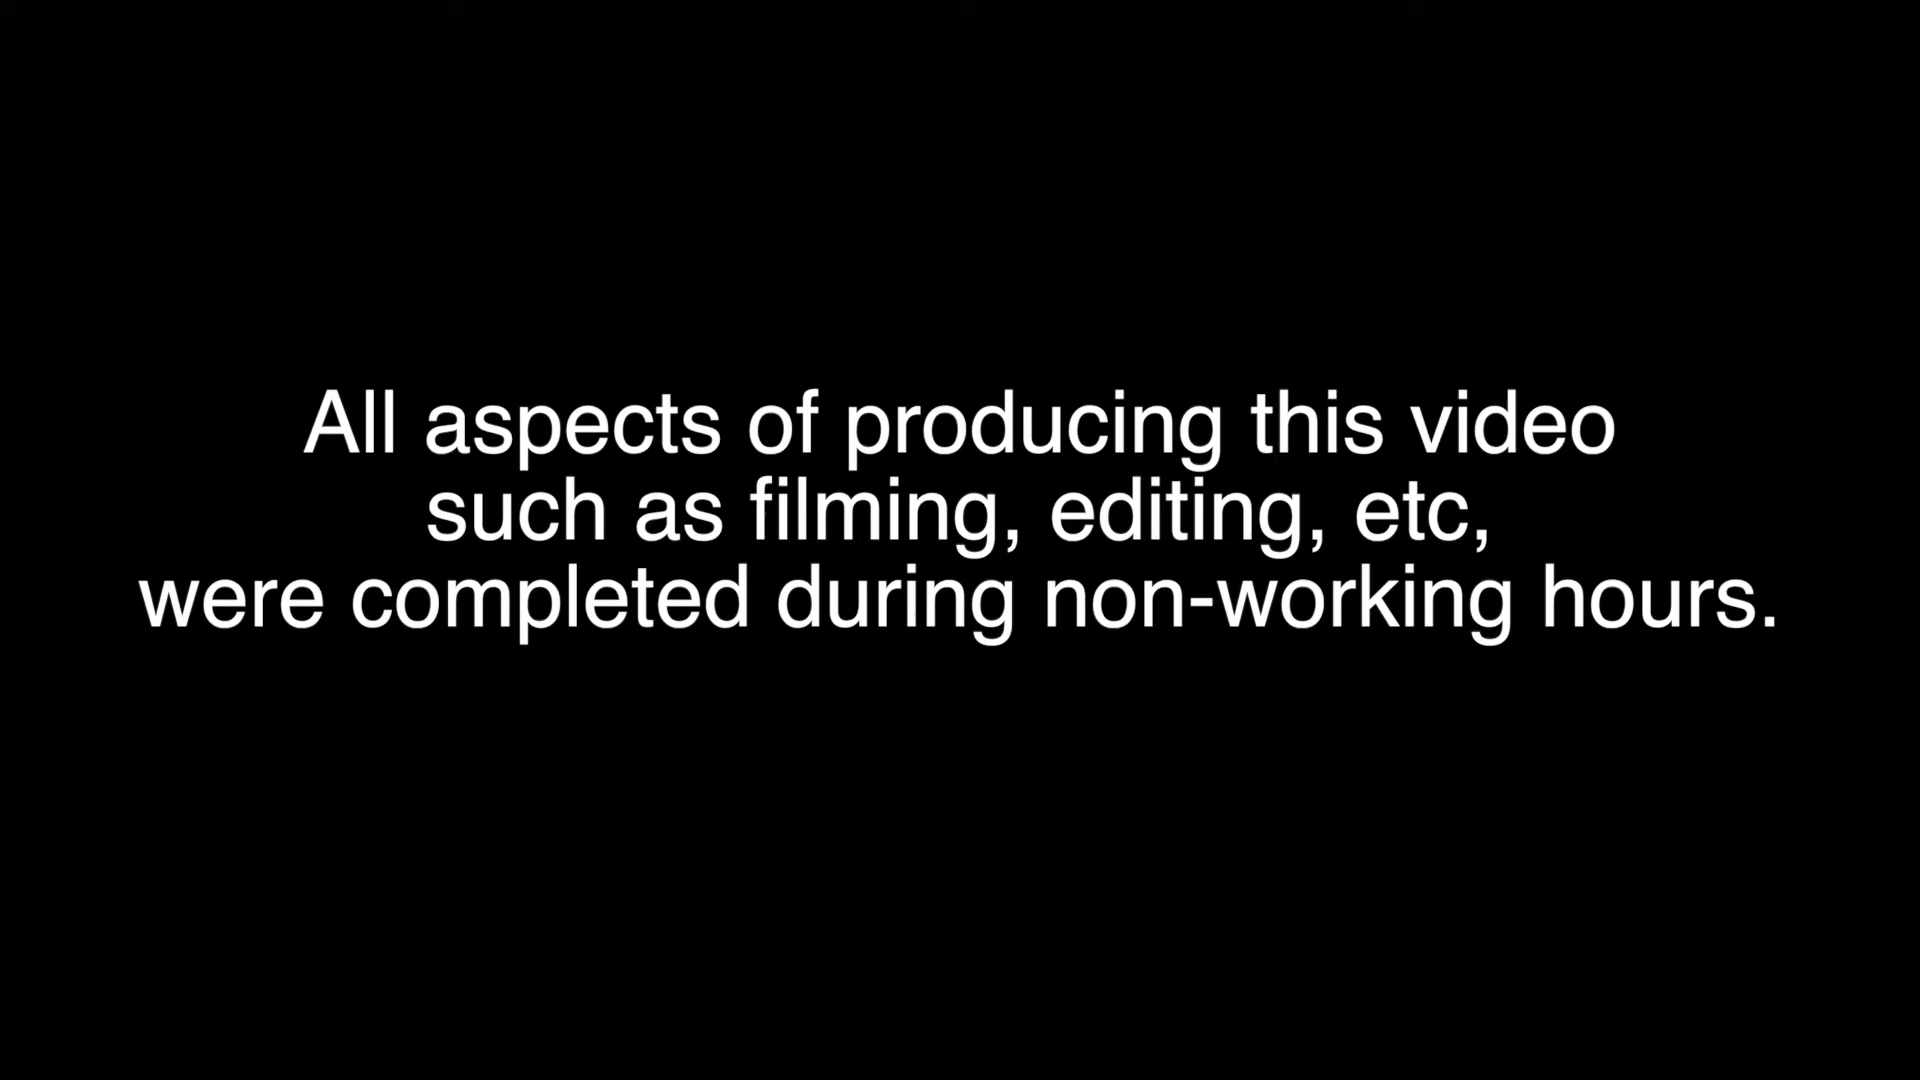 All aspects of producing this video
such as filming, editing, etc,
were completed during non-working hours.